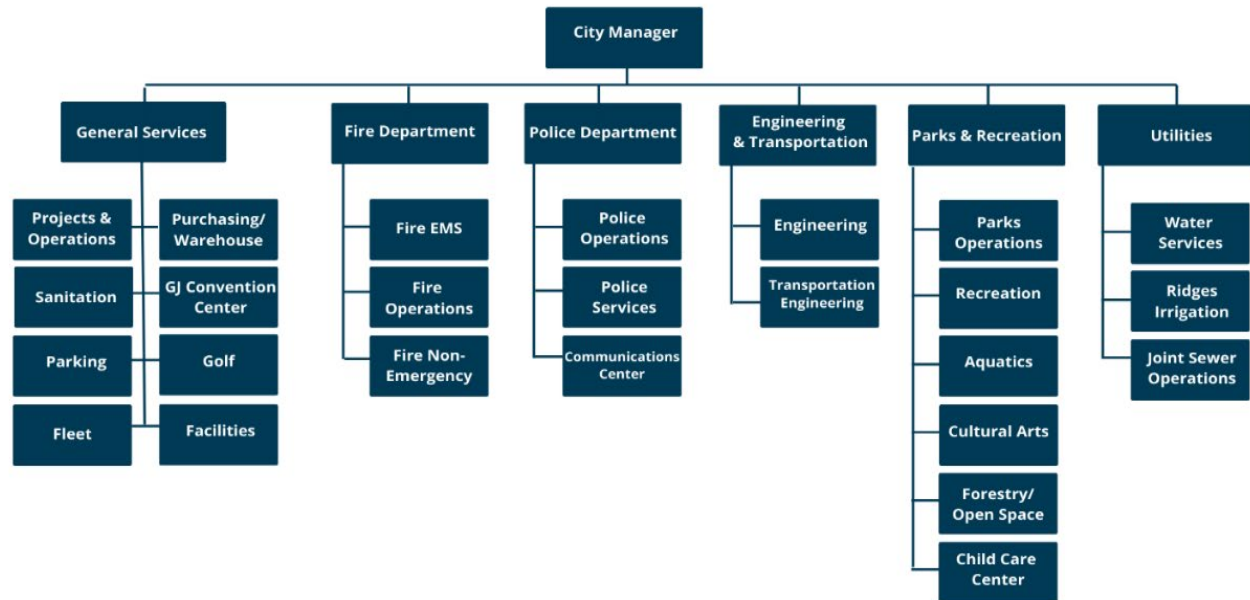 City Manager
General Services
Fire Department
Police Department
Engineering
& Transportation
Parks & Recreation
Utilities
Projects &
Operations
Purchasing/
Warehouse
Sanitation
GJ Convention
Center
Parking
Golf
Fleet
Facilities
Fire EMS
Fire
Operations
Fire Non-
Emergency
Police
Operations
Police
Services
Communications
Center
Engineering
Transportation
Engineering
Parks
Operations
Recreation
Aquatics
Cultural Arts
Forestry/
Open Space
Child Care
Center
Water
Services
Ridges
Irrigation
Joint Sewer
Operations